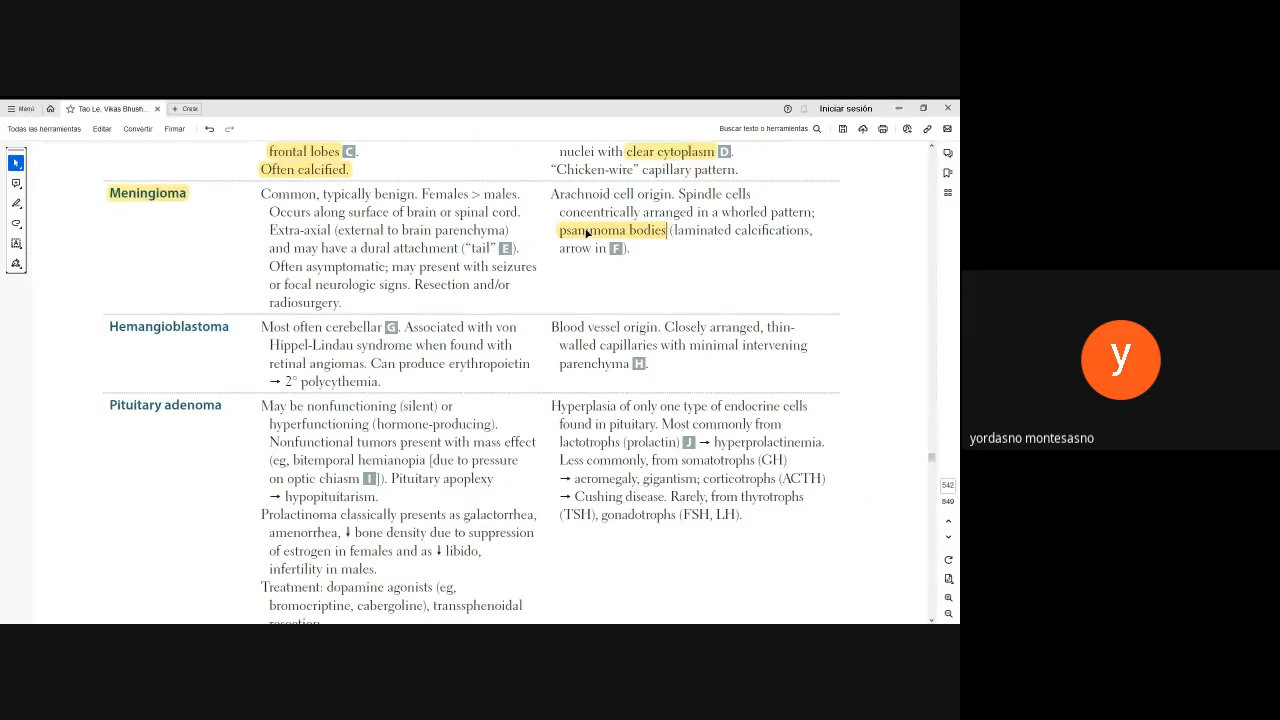 Menú
Tao Le, Vikas Bhush...
Crear
Iniciar sesión
Todas las herramientas Editar Convertir Firmar
Buscar texto o herramientas
frontal lobes C.
Often calcified.
nuclei with clear cytoplasm D.
“Chicken-wire” capillary pattern.
Meningioma
Common, typically benign. Females > males.
Occurs along surface of brain or spinal cord.
Extra-axial (external to brain parenchyma)
and may have a dural attachment (“tail” E).
Often asymptomatic; may present with seizures
or focal neurologic signs. Resection and/or
radiosurgery.
Arachnoid cell origin. Spindle cells
concentrically arranged in a whorled pattern;
psammoma bodies (laminated calcifications,
arrow in F).
Hemangioblastoma
Most often cerebellar G. Associated with von
Hippel-Lindau syndrome when found with
retinal angiomas. Can produce erythropoietin
→ 2° polycythemia.
Blood vessel origin. Closely arranged, thin-
walled capillaries with minimal intervening
parenchyma H.
Pituitary adenoma
May be nonfunctioning (silent) or
hyperfunctioning (hormone-producing).
Nonfunctional tumors present with mass effect
(eg, bitemporal hemianopia [due to pressure
on optic chiasm I]). Pituitary apoplexy
→ hypopituitarism.
Prolactinoma classically presents as galactorrhea,
amenorrhea, ↓ bone density due to suppression
of estrogen in females and as ↓ libido,
infertility in males.
Treatment: dopamine agonists (eg,
bromocriptine, cabergoline), transsphenoidal
resection.
Hyperplasia of only one type of endocrine cells
found in pituitary. Most commonly from
lactotrophs (prolactin) J → hyperprolactinemia.
Less commonly, from somatotrophs (GH)
→ acromegaly, gigantism; corticotrophs (ACTH)
→ Cushing disease. Rarely, from thyrotrophs
(TSH), gonadotrophs (FSH, LH).
542
849
y
yordasno montesasno